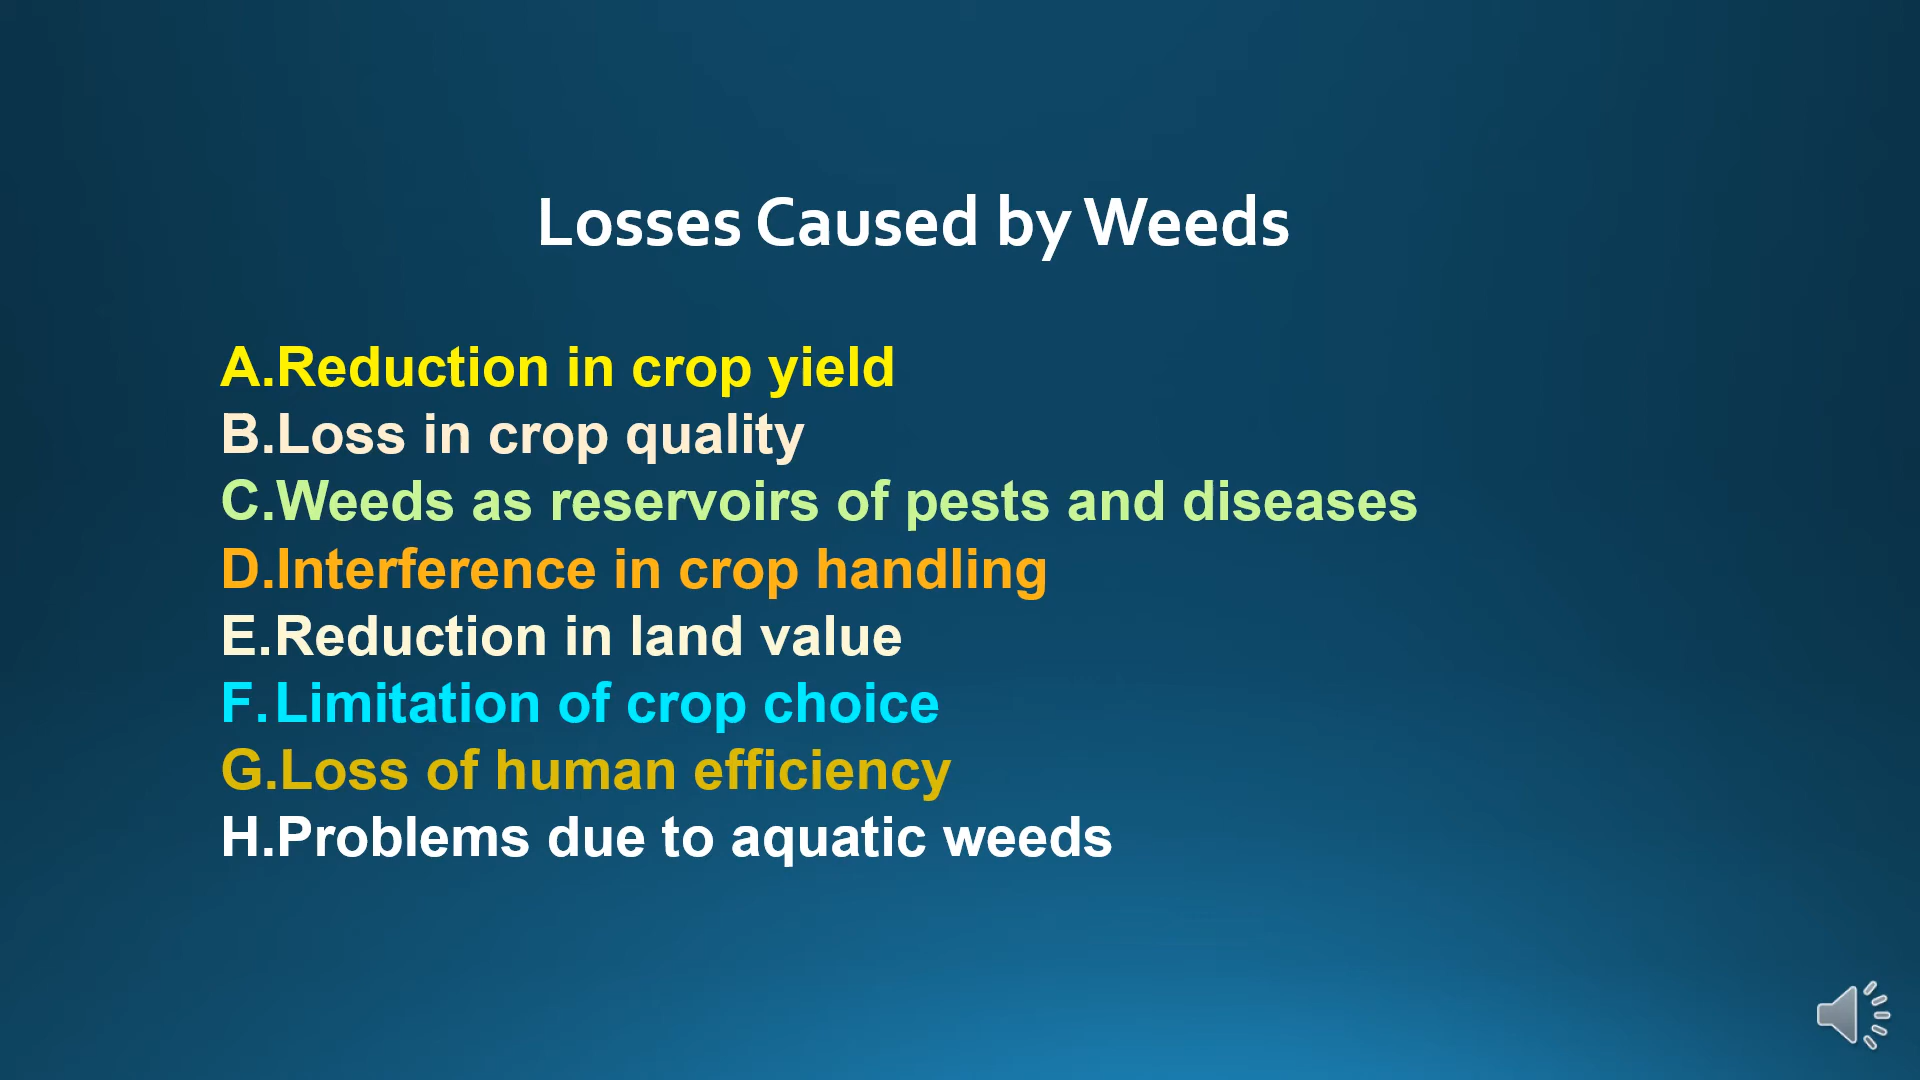 Losses Caused by Weeds
A.Reduction in crop yield
B.Loss in crop quality
C.Weeds as reservoirs of pests and diseases
D.Interference in crop handling
E.Reduction in land value
F.Limitation of crop choice
G.Loss of human efficiency
H.Problems due to aquatic weeds